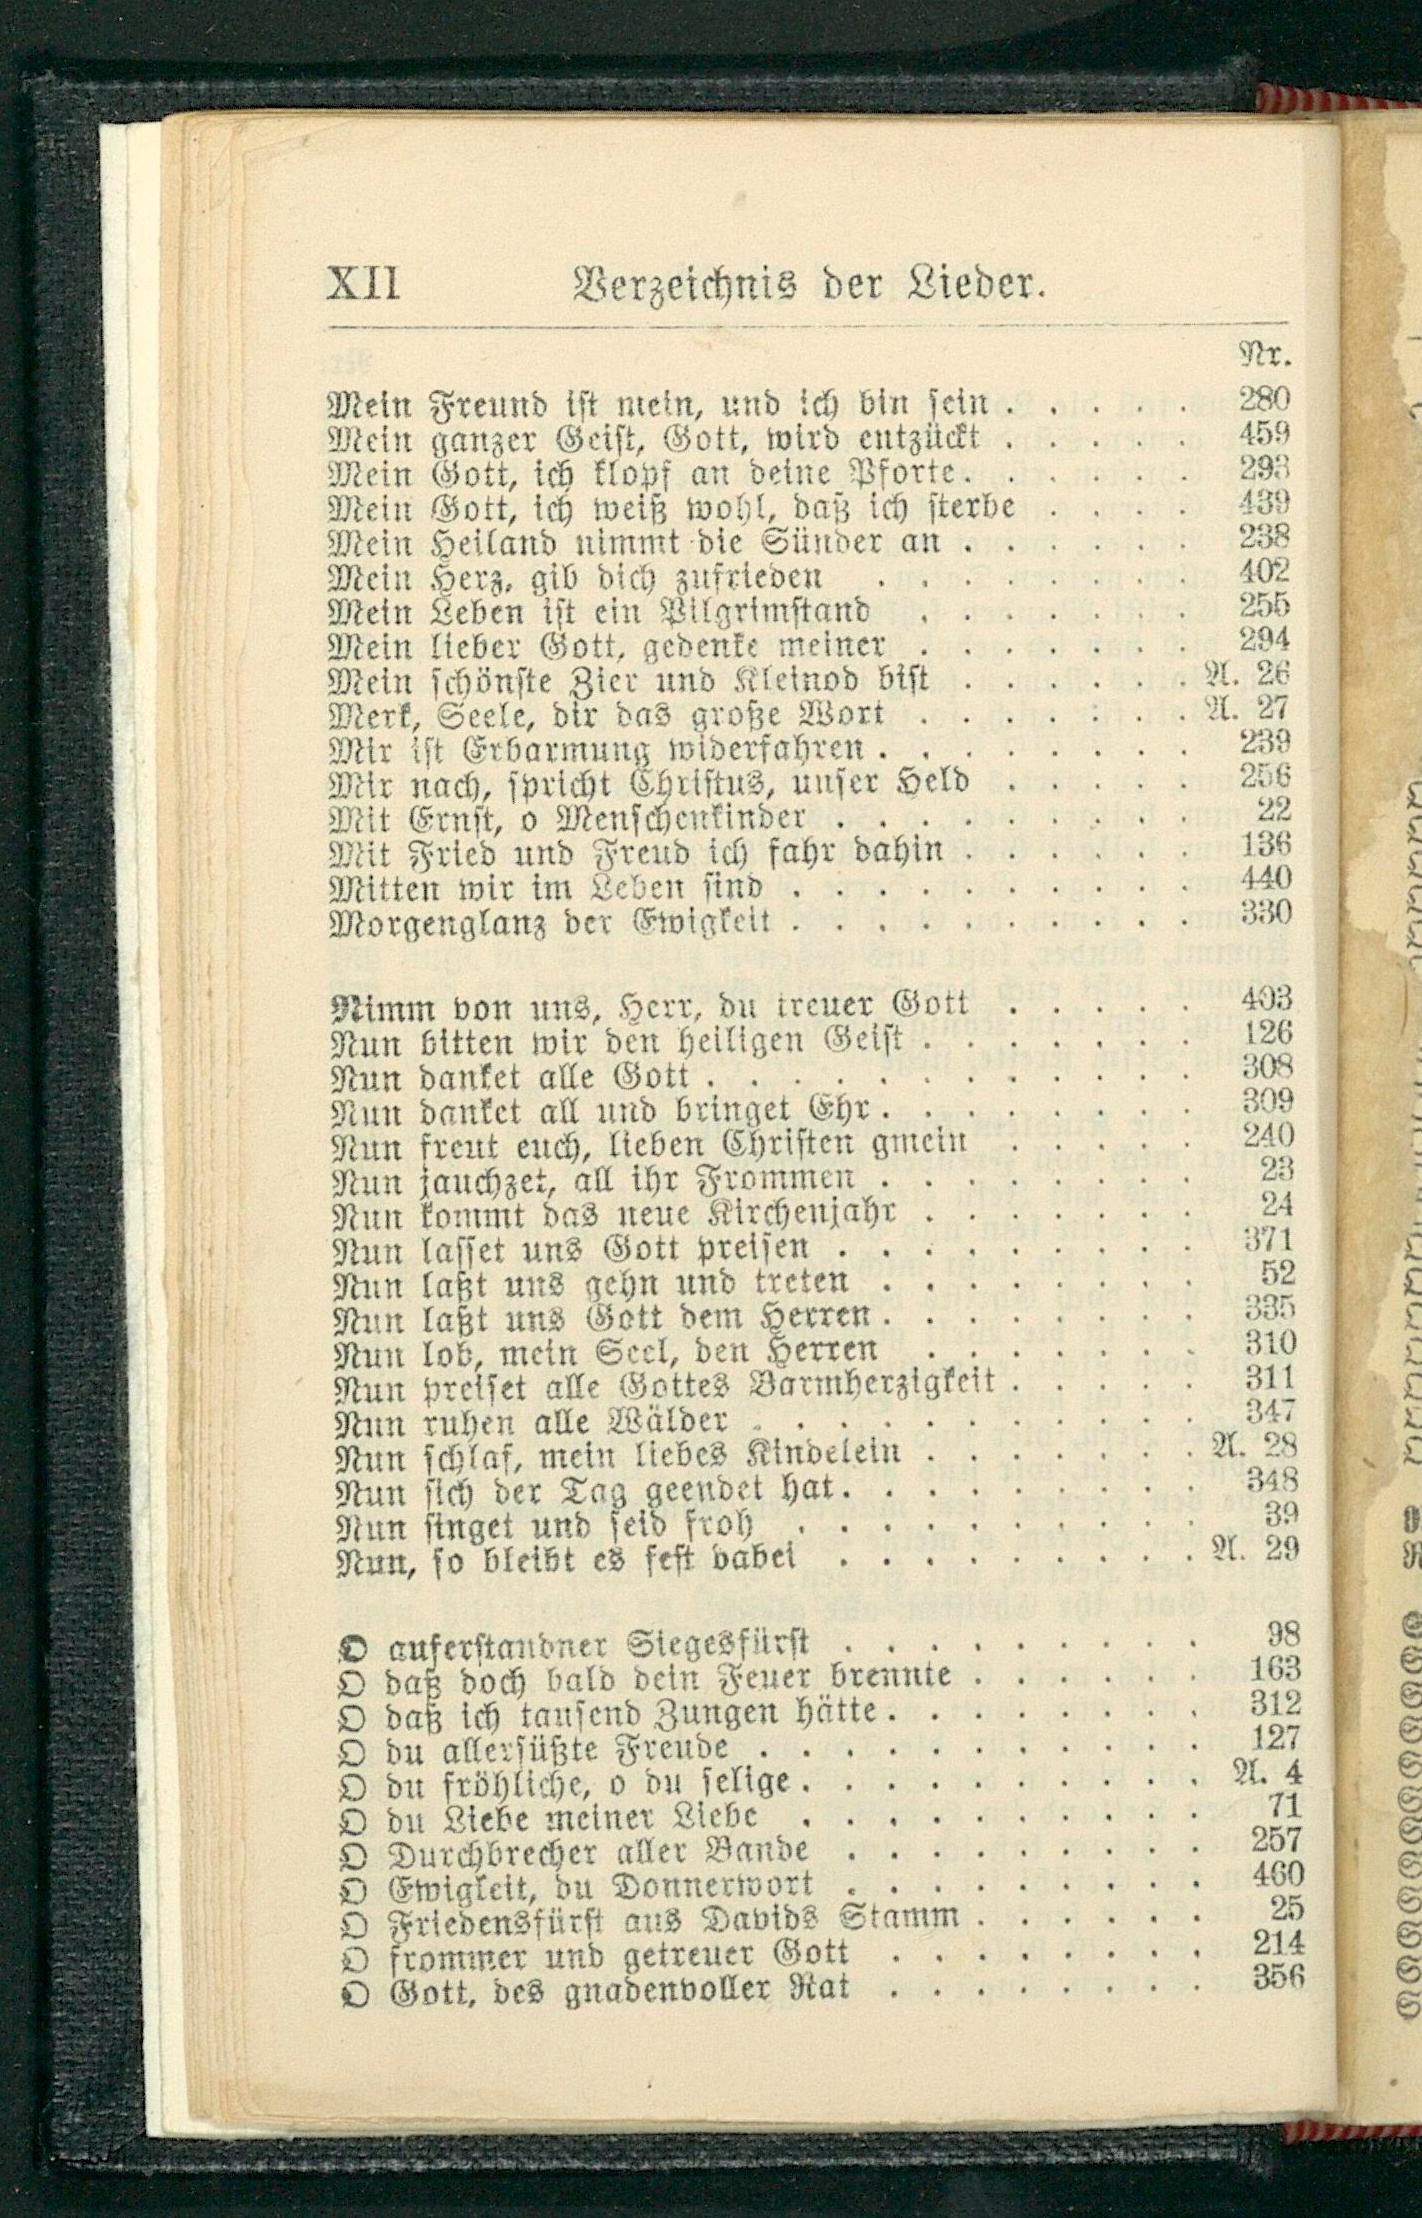 XII Verzeichnis der Lieder.
Nr.
Mein Freund ist mein, und ich bin sein . . . . . 280
Mein ganzer Geist, Gott, wird entzückt . . . . . 459
Mein Gott, ich klopf an deine Pforte . . . . . . 293
Mein Gott, ich weiß wohl, daß ich sterbe . . . . 439
Mein Heiland nimmt die Sünder an . . . . . . 238
Mein Herz, gib dich zufrieden . . . . . . . . 402
Mein Leben ist ein Pilgrimstand . . . . . . . 255
Mein lieber Gott, gedenke meiner . . . . . . . 294
Mein schönste Zier und Kleinod bist . . . . . . A. 26
Merk, Seele, dir das große Wort . . . . . . . A. 27
Mir ist Erbarmung widerfahren . . . . . . . . 239
Mir nach, spricht Christus, unser Held . . . . . 256
Mit Ernst, o Menschenkinder . . . . . . . . . 22
Mit Fried und Freud ich fahr dahin . . . . . . 136
Mitten wir im Leben sind . . . . . . . . . . 440
Morgenglanz der Ewigkeit . . . . . . . . . . 330
Nimm von uns, Herr, du treuer Gott . . . . . 403
Nun bitten wir den heiligen Geist . . . . . . . 126
Nun danket alle Gott . . . . . . . . . . . . 308
Nun danket all und bringet Ehr . . . . . . . . 309
Nun freut euch, lieben Christen gmein . . . . . 240
Nun jauchzet, all ihr Frommen . . . . . . . . 23
Nun kommt das neue Kirchenjahr . . . . . . . 24
Nun lasset uns Gott preisen . . . . . . . . . 371
Nun laßt uns gehn und treten . . . . . . . . 52
Nun laßt uns Gott dem Herren . . . . . . . . 335
Nun lob, mein Seel, den Herren . . . . . . . 310
Nun preiset alle Gottes Barmherzigkeit . . . . . 311
Nun ruhen alle Wälder . . . . . . . . . . . 347
Nun schlaf, mein liebes Kindelein . . . . . . . A. 28
Nun sich der Tag geendet hat . . . . . . . . . 348
Nun singet und seid froh . . . . . . . . . . 39
Nun, so bleibt es fest dabei . . . . . . . . . A. 29
O auferstandner Siegesfürst . . . . . . . . . 98
O daß doch bald dein Feuer brennte . . . . . . 163
O daß ich tausend Zungen hätte . . . . . . . . 312
O du allersüßte Freude . . . . . . . . . . . 127
O du fröhliche, o du selige . . . . . . . . . . A. 4
O du Liebe meiner Liebe . . . . . . . . . . 71
O Durchbrecher aller Bande . . . . . . . . . 257
O Ewigkeit, du Donnerwort . . . . . . . . . 460
O Friedensfürst aus Davids Stamm . . . . . . 25
O frommer und getreuer Gott . . . . . . . . 214
O Gott, des gnadenvoller Rat . . . . . . . . 356